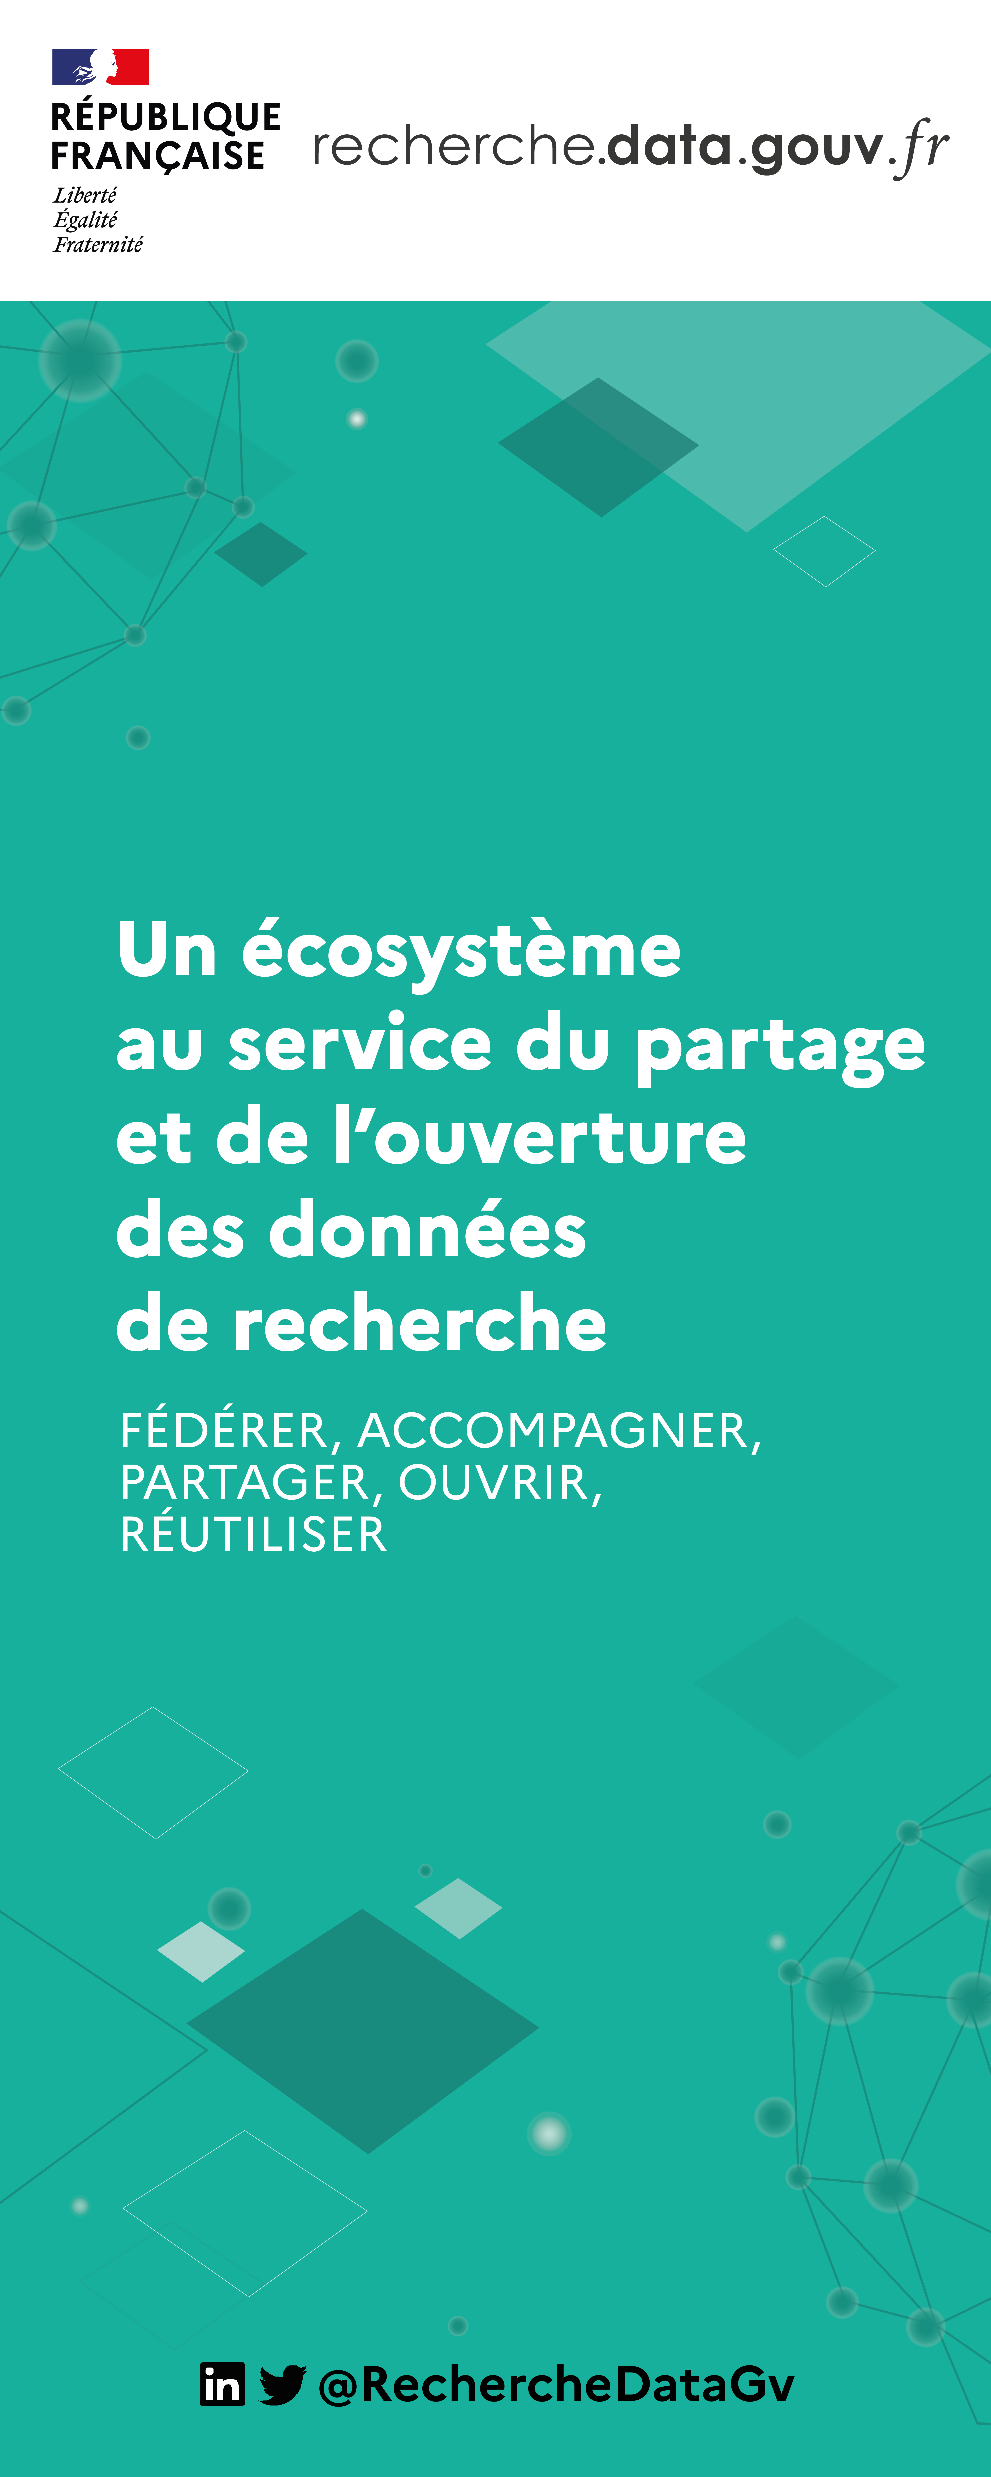 RÉPUBLIQUE
FRANÇAISE
Liberté
Égalité
Fraternité
recherche.data.gouv.fr
Un écosystème
au service du partage
et de l’ouverture
des données
de recherche
FÉDÉRER, ACCOMPAGNER,
PARTAGER, OUVRIR,
RÉUTILISER
in @RechercheDataGv